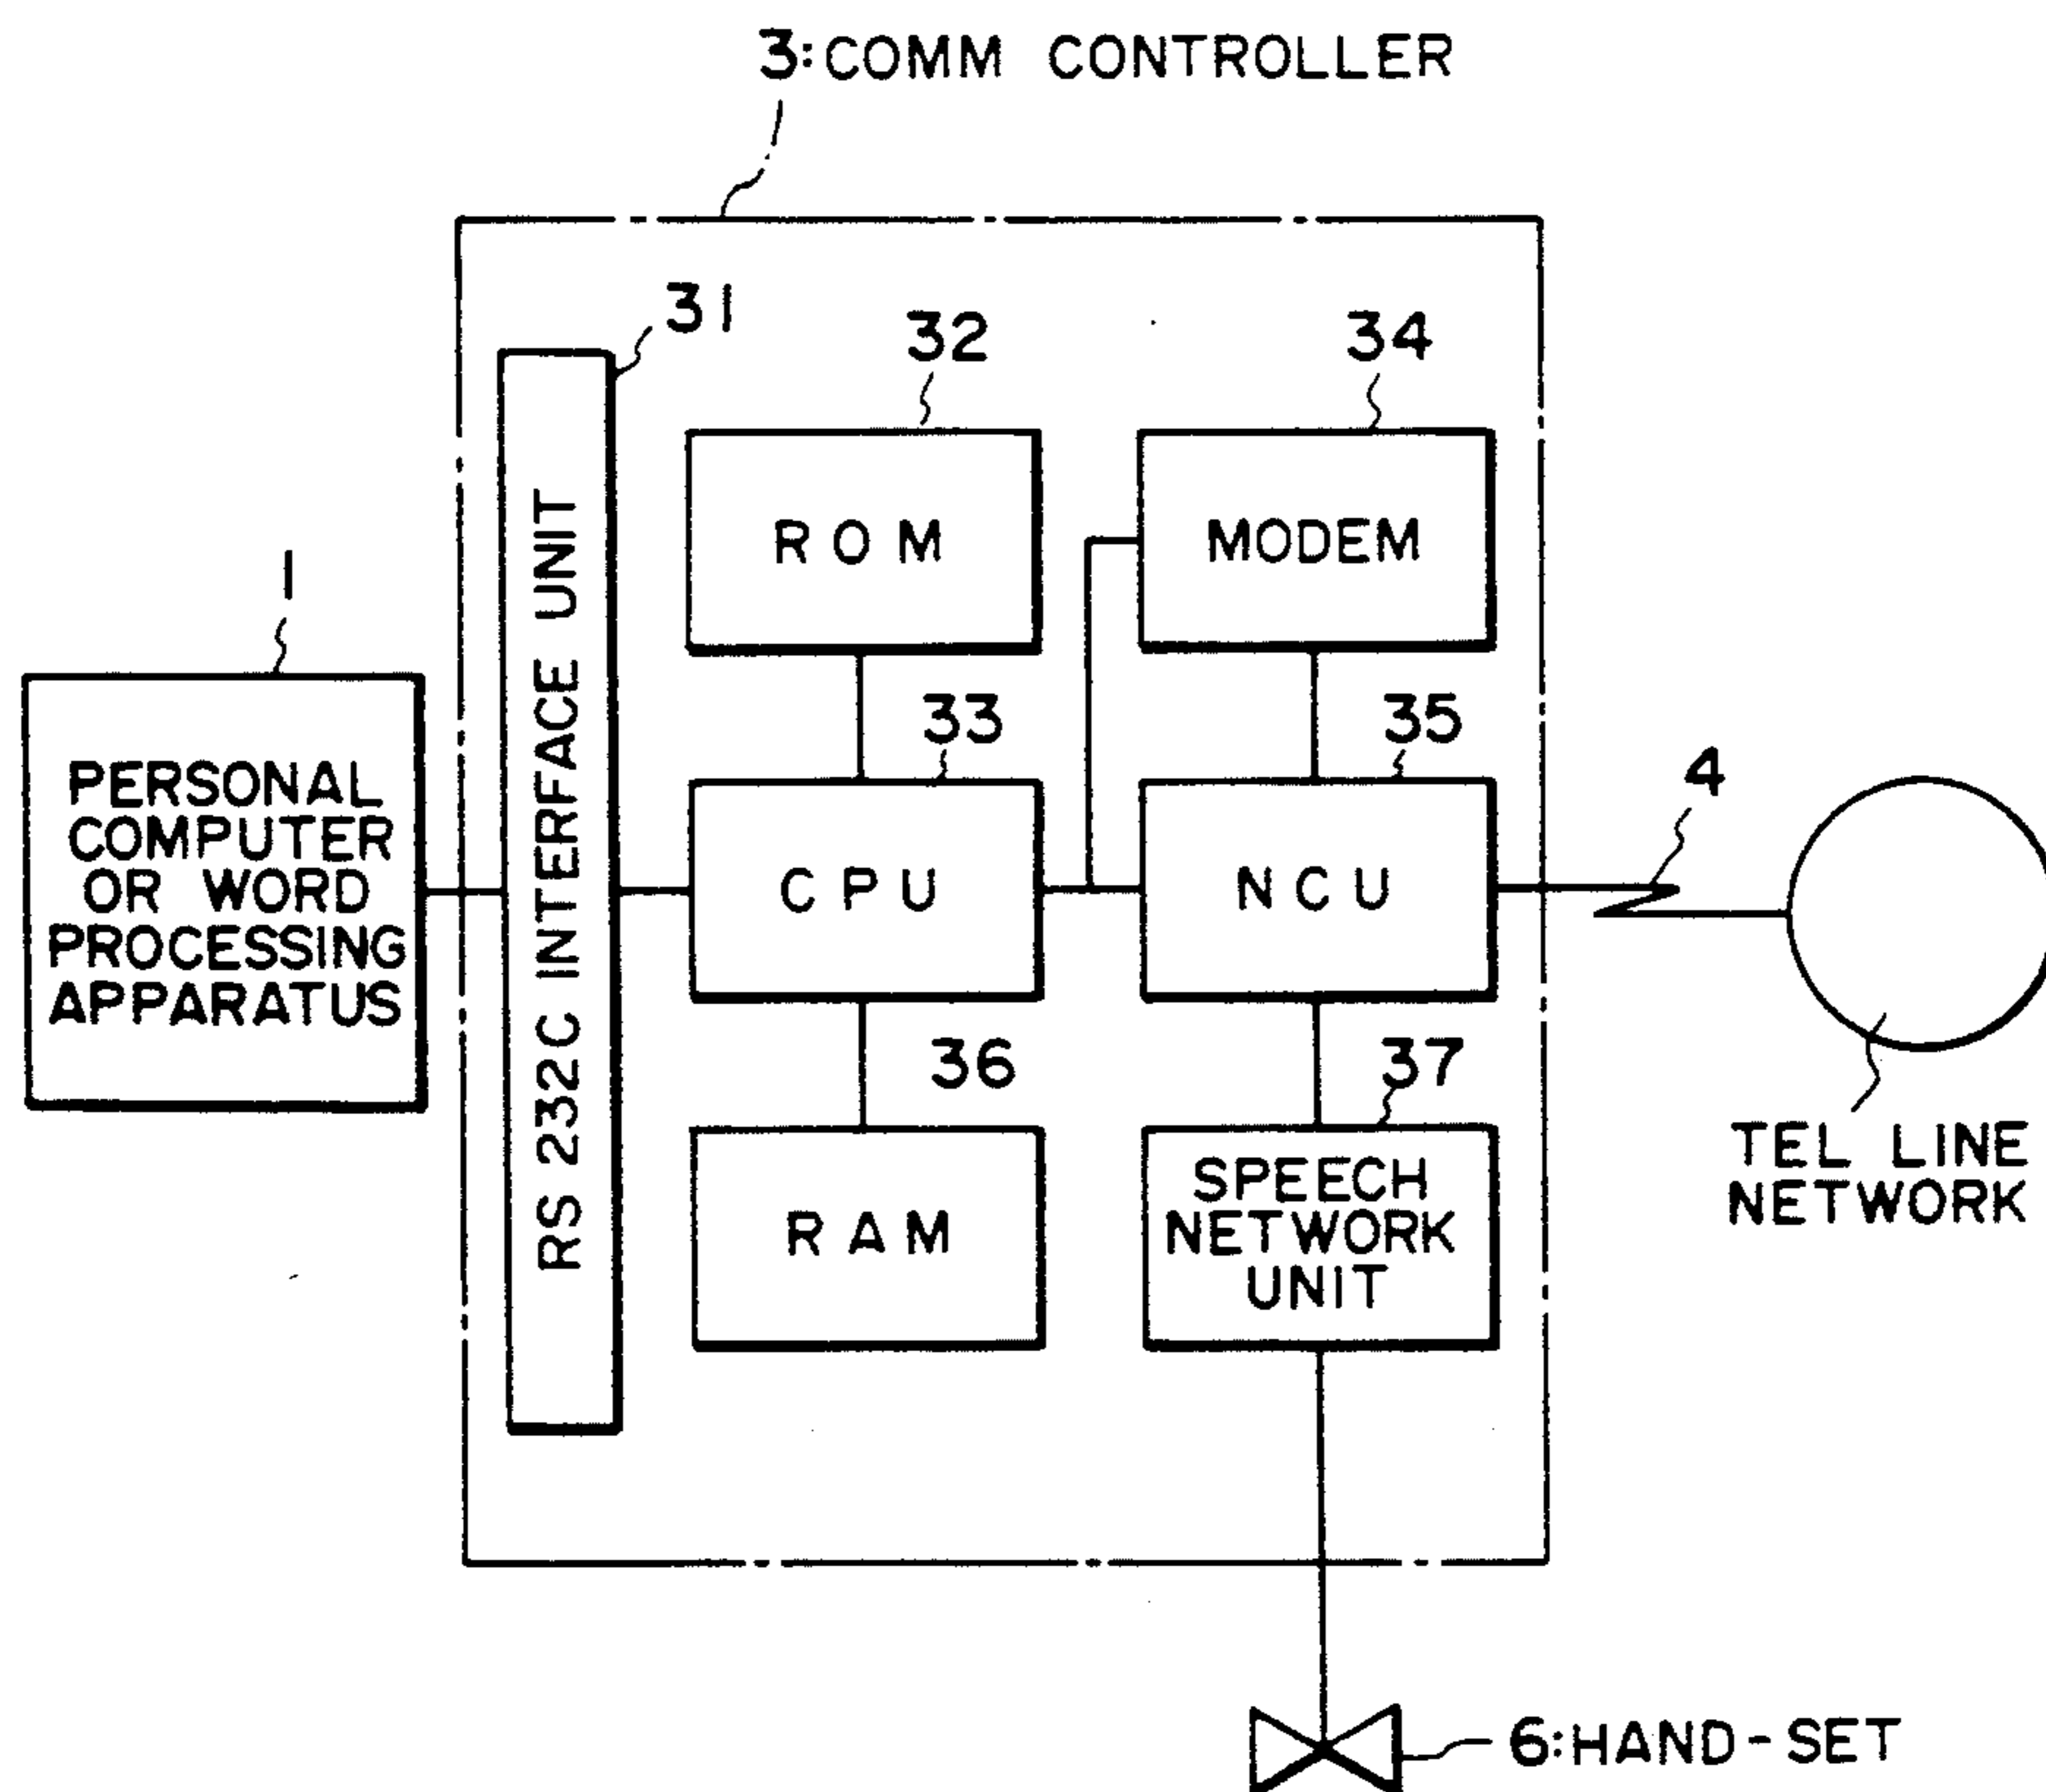 3:COMM CONTROLLER
31
32
34
ROM
MODEM
1
RS 232C INTERFACE UNIT
33
35
4
PERSONAL
COMPUTER
OR WORD
PROCESSING
APPARATUS
CPU
NCU
36
37
TEL LINE
NETWORK
RAM
SPEECH
NETWORK
UNIT
6:HAND-SET